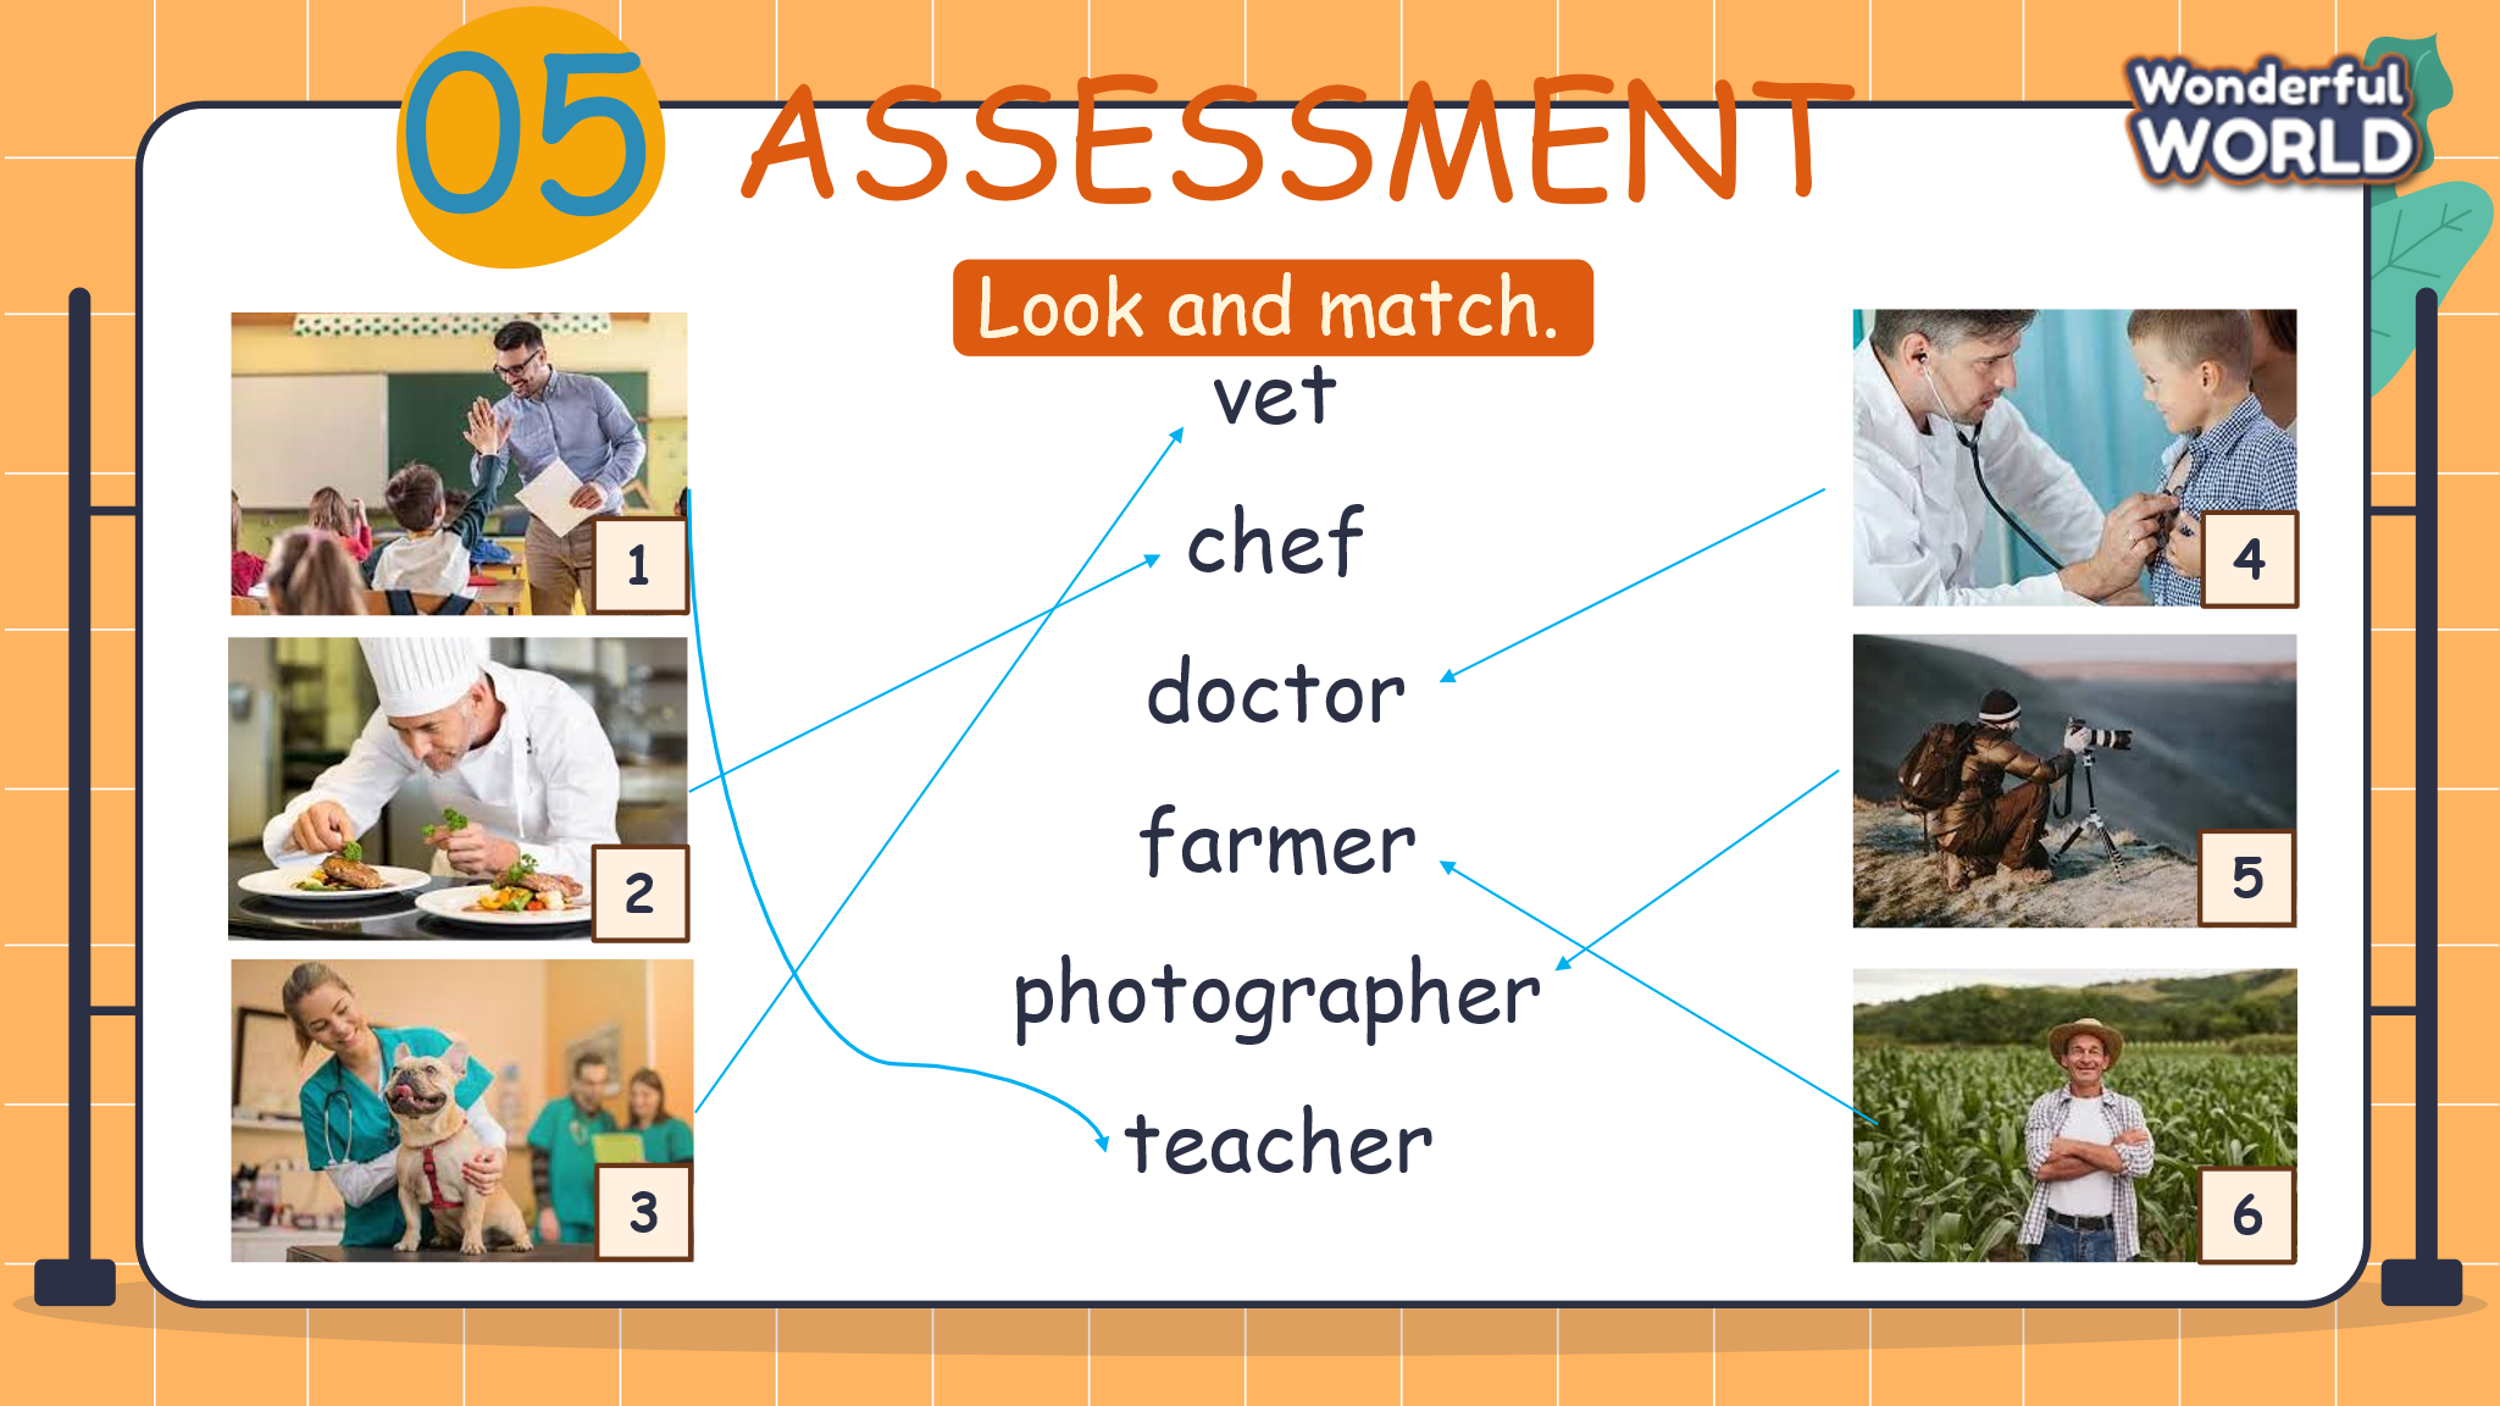 05 ASSESSMENT
Wonderful
WORLD
Look and match.
vet
chef
doctor
farmer
photographer
teacher
1
2
3
4
5
6